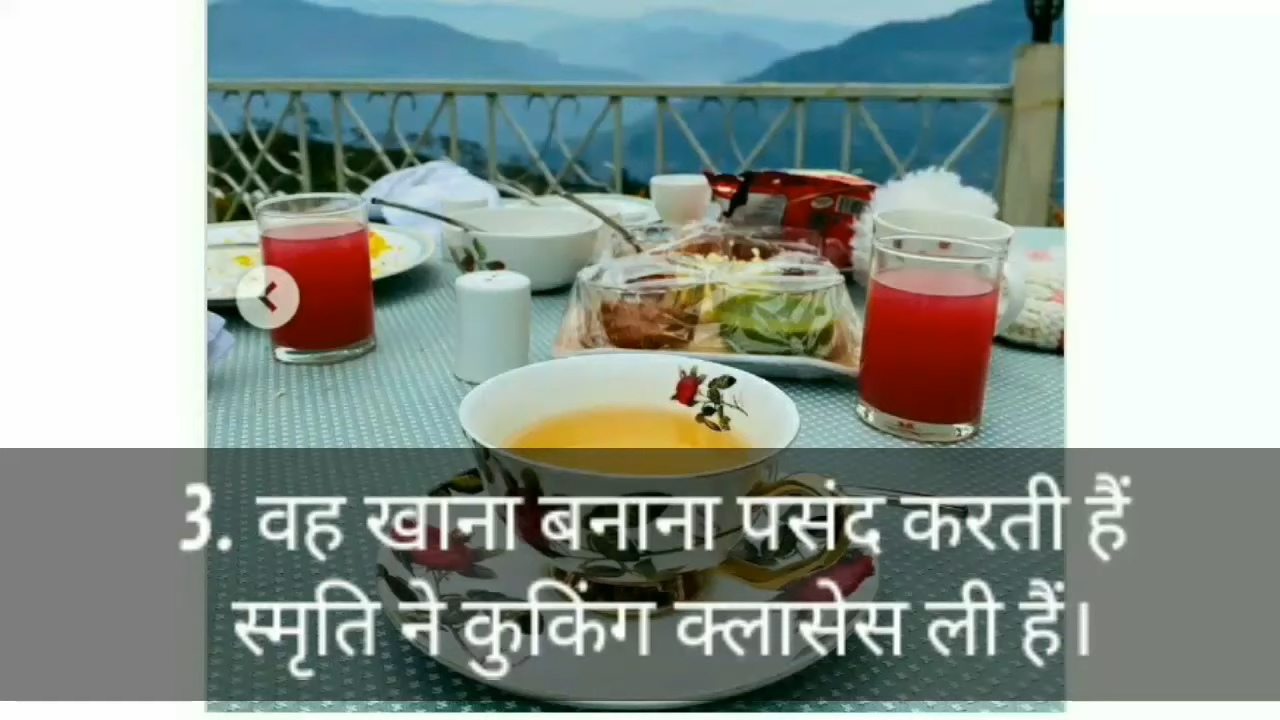 3. वह खाना बनाना पसंद करती हैं
स्मृति ने कुकिंग क्लासेस ली हैं।